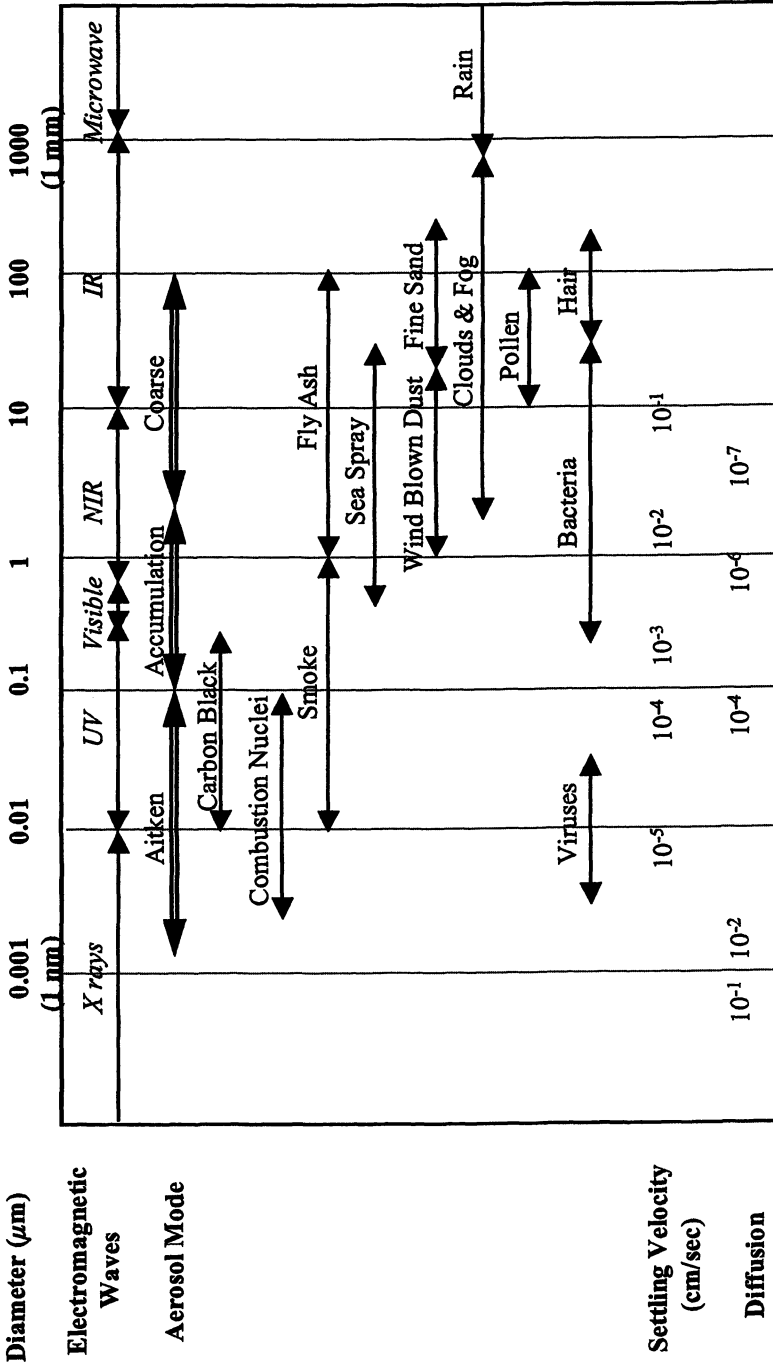 Diameter (μm) 0.001 0.01 0.1 1 10 100 1000
(1 nm) (1 mm)
Electromagnetic X rays UV Visible NIR IR Microwave
Waves
Aerosol Mode Aitken Accumulation Coarse
Carbon Black
Combustion Nuclei
Smoke Fly Ash
Sea Spray
Wind Blown Dust Fine Sand
Clouds & Fog Rain
Pollen
Viruses Bacteria Hair
Settling Velocity 10-5 10-4 10-3 10-2 10-1
(cm/sec)
Diffusion 10-1 10-2 10-4 10-6 10-7